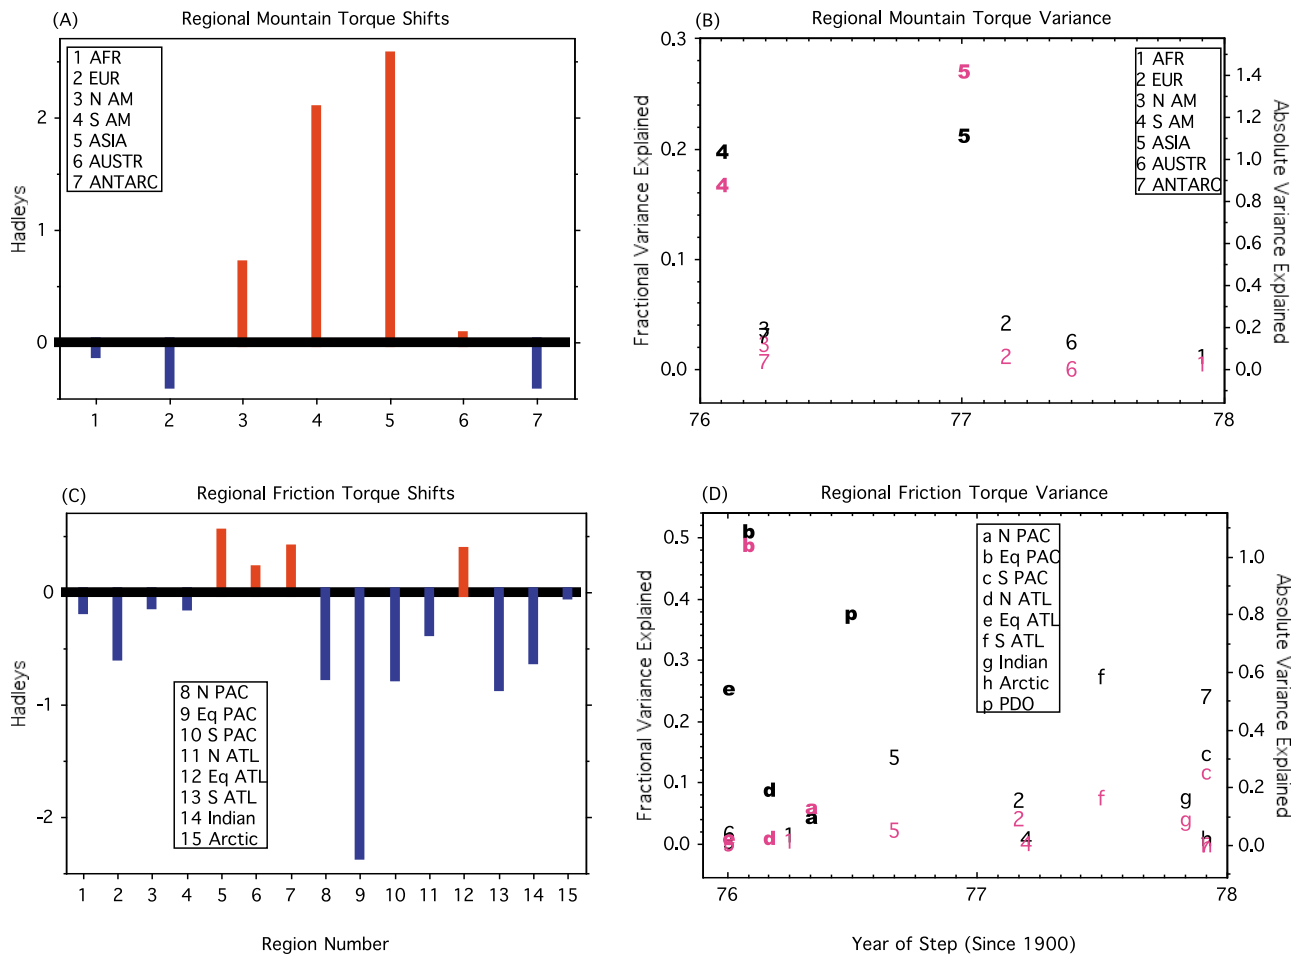 (A) Regional Mountain Torque Shifts
1 AFR
2 EUR
3 N AM
4 S AM
5 ASIA
6 AUSTR
7 ANTARC
Hadleys
2
1
0
1 2 3 4 5 6 7
(B) Regional Mountain Torque Variance
0.3
0.2
0.1
0.0
Fractional Variance Explained
1 AFR
2 EUR
3 N AM
4 S AM
5 ASIA
6 AUSTR
7 ANTARC
1.4
1.2
1.0
0.8
0.6
0.4
0.2
0.0
Absolute Variance Explained
5
5
4
4
3
7
3
7
2
2
6
6
1
1
76 77 78
(C) Regional Friction Torque Shifts
0
-1
-2
Hadleys
8 N PAC
9 Eq PAC
10 S PAC
11 N ATL
12 Eq ATL
13 S ATL
14 Indian
15 Arctic
1 2 3 4 5 6 7 8 9 10 11 12 13 14 15
Region Number
(D) Regional Friction Torque Variance
0.5
0.4
0.3
0.2
0.1
0.0
Fractional Variance Explained
a N PAC
b Eq PAC
c S PAC
d N ATL
e Eq ATL
f S ATL
g Indian
h Arctic
p PDO
1.0
0.8
0.6
0.4
0.2
0.0
Absolute Variance Explained
b
b
p
e
f
7
5
c
c
d
a
a
2
g
f
g
2
5
6
e
d
1
1
4
4
h
h
76 77 78
Year of Step (Since 1900)